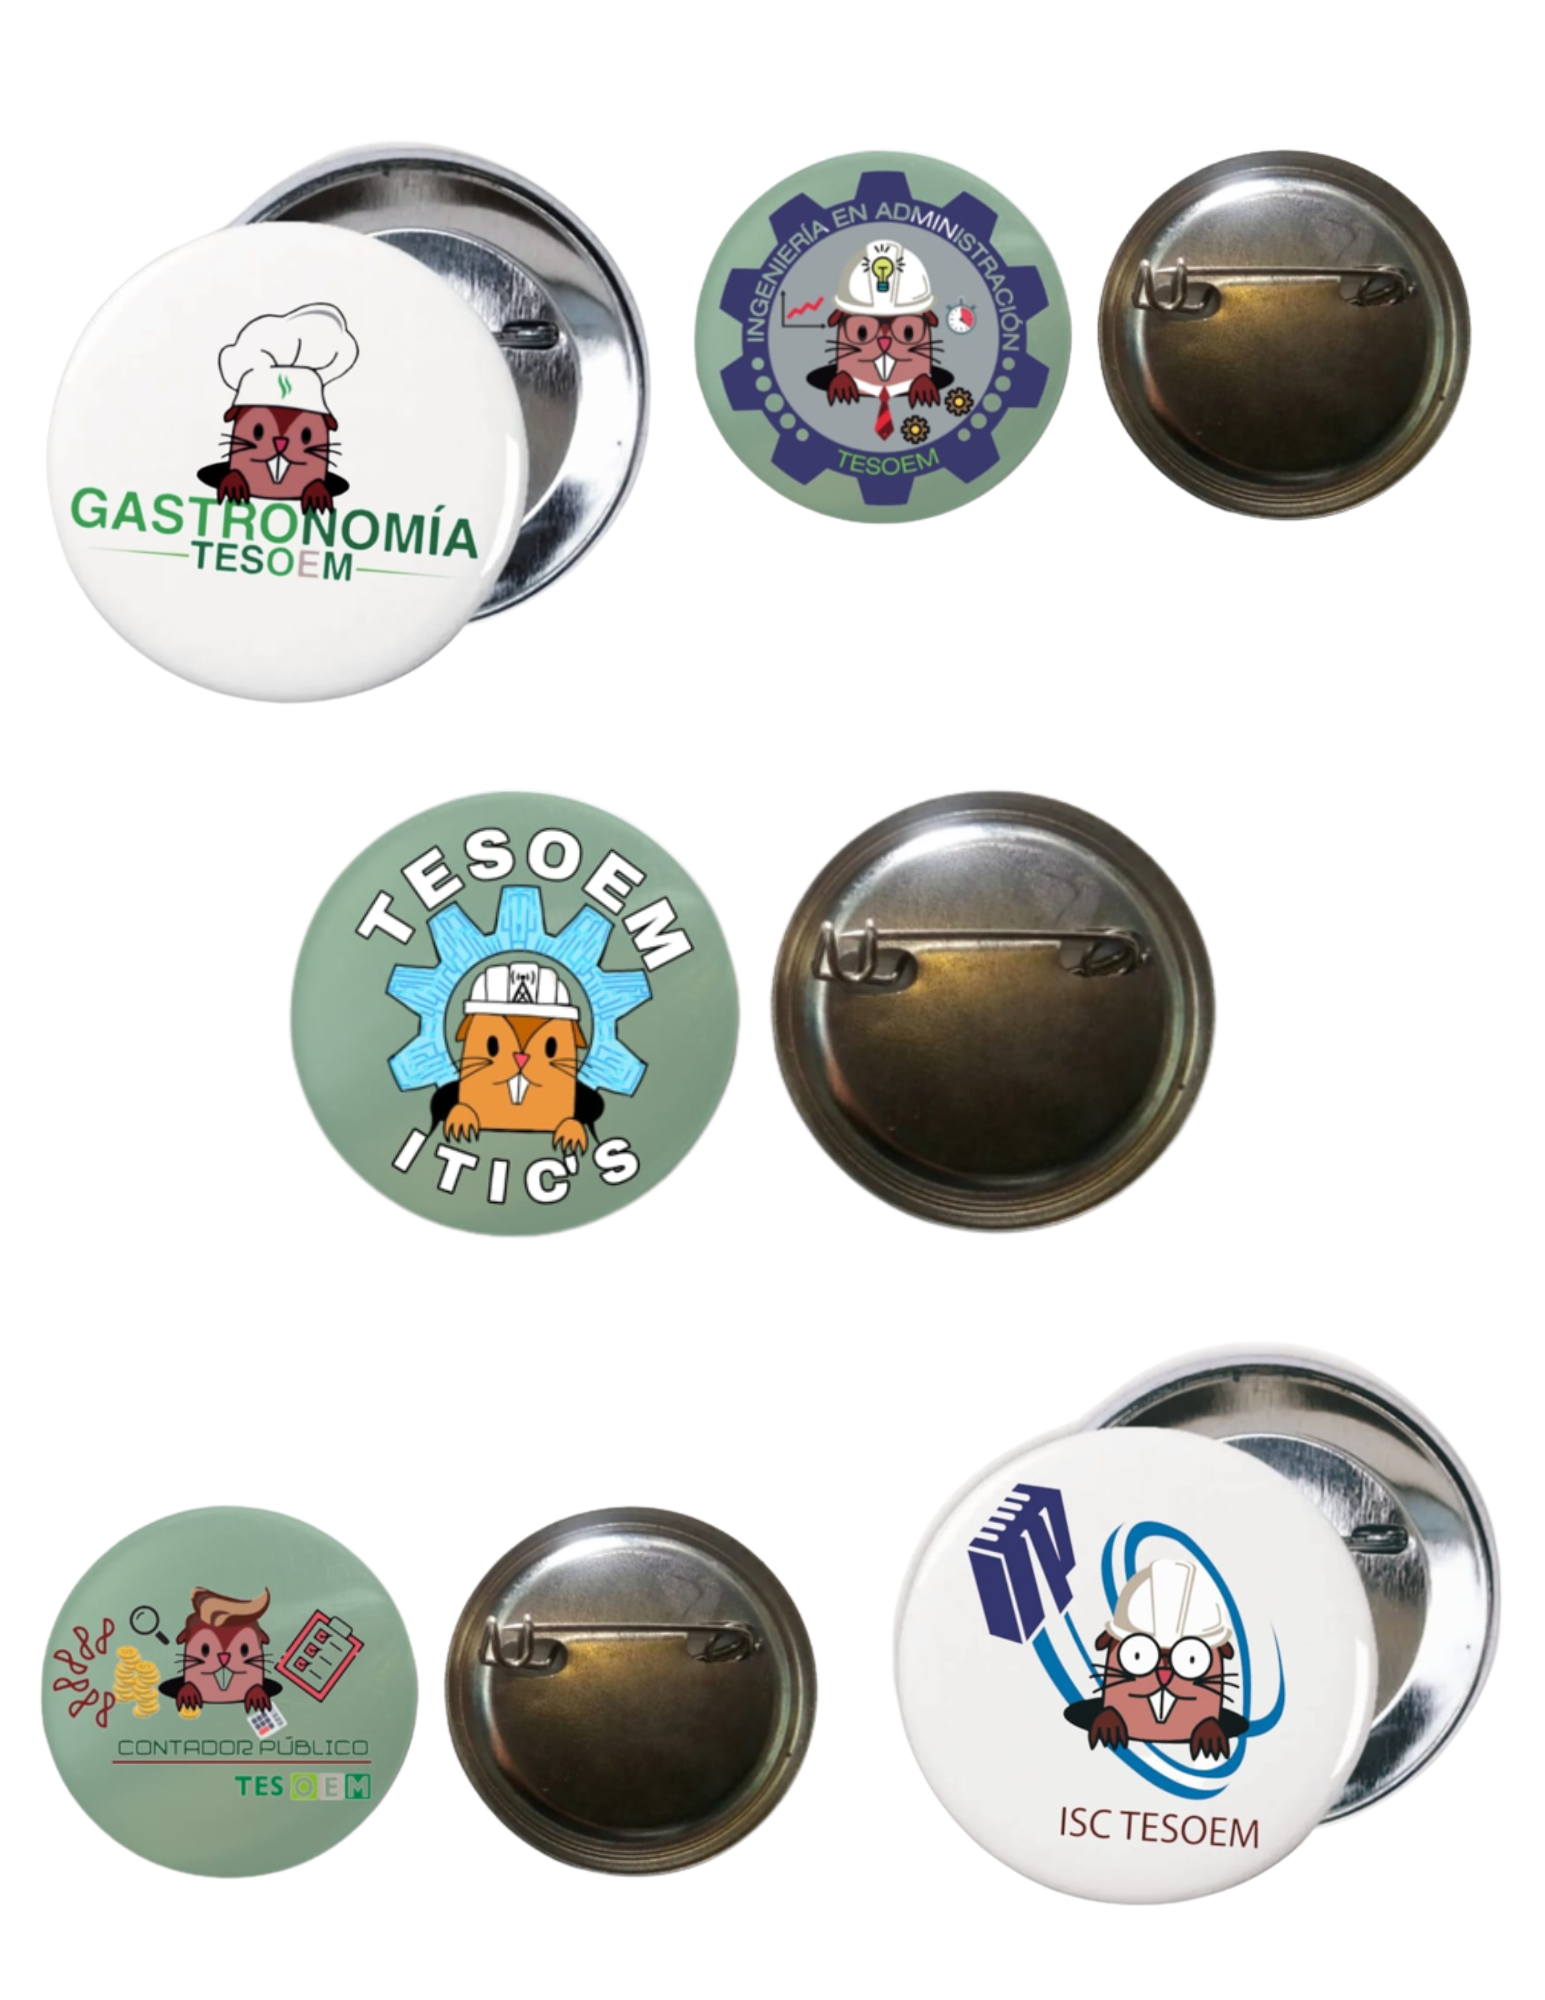 GASTRONOMÍA
TESOEM
INGENIERÍA EN ADMINISTRACIÓN
TESOEM
TESOEM
ITIC'S
CONTADOR PÚBLICO
TESOEM
ISC TESOEM